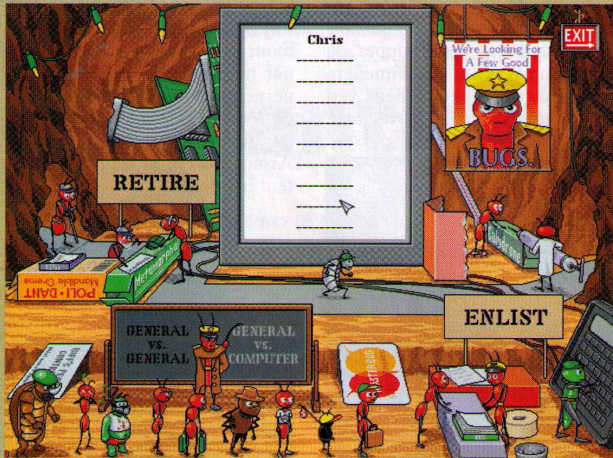 Chris
EXIT
We're Looking For
A Few Good
BUGS.
RETIRE
POLI-DANT
Mandible Creme
ENLIST
GENERAL
vs.
GENERAL
GENERAL
vs.
COMPUTER